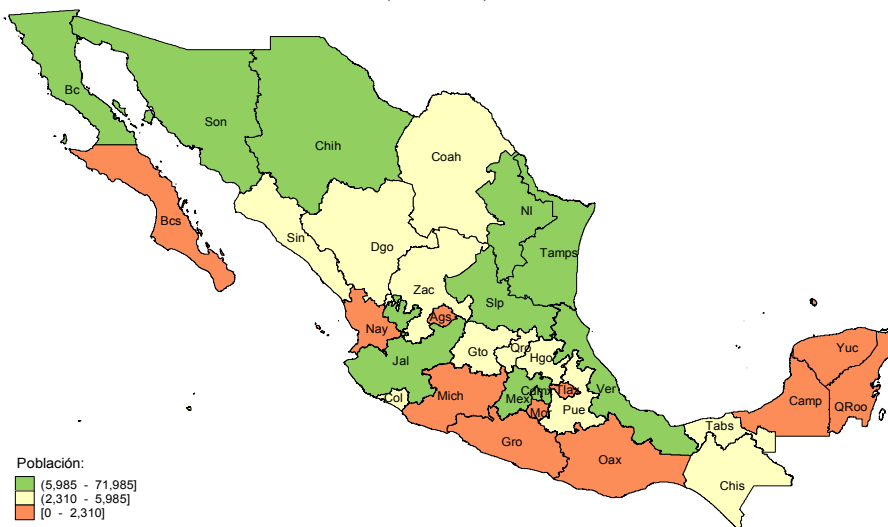 Bc
Son
Chih
Coah
Bcs
Nl
Sin
Dgo
Tamps
Zac
Slp
Nay
Ags
Jal
Gto
Qro
Hgo
Col
Mich
Mex
Cdmx
Tlax
Ver
Mor
Pue
Gro
Oax
Tabs
Chis
Camp
Yuc
QRoo
Población:
(5,985 - 71,985]
(2,310 - 5,985]
[0 - 2,310]